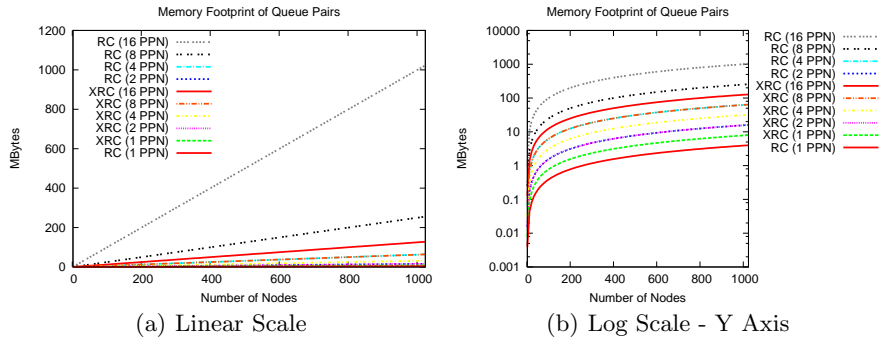 Memory Footprint of Queue Pairs
1200
1000
800
600
400
200
0
MBytes
RC (16 PPN)
RC (8 PPN)
RC (4 PPN)
RC (2 PPN)
XRC (16 PPN)
XRC (8 PPN)
XRC (4 PPN)
XRC (2 PPN)
XRC (1 PPN)
RC (1 PPN)
0 200 400 600 800 1000
Number of Nodes
(a) Linear Scale
Memory Footprint of Queue Pairs
1000
100
10
1
0.1
0.01
0.001
MBytes
RC (16 PPN)
RC (8 PPN)
RC (4 PPN)
RC (2 PPN)
XRC (16 PPN)
XRC (8 PPN)
XRC (4 PPN)
XRC (2 PPN)
XRC (1 PPN)
RC (1 PPN)
0 200 400 600 800 1000
Number of Nodes
(b) Log Scale - Y Axis